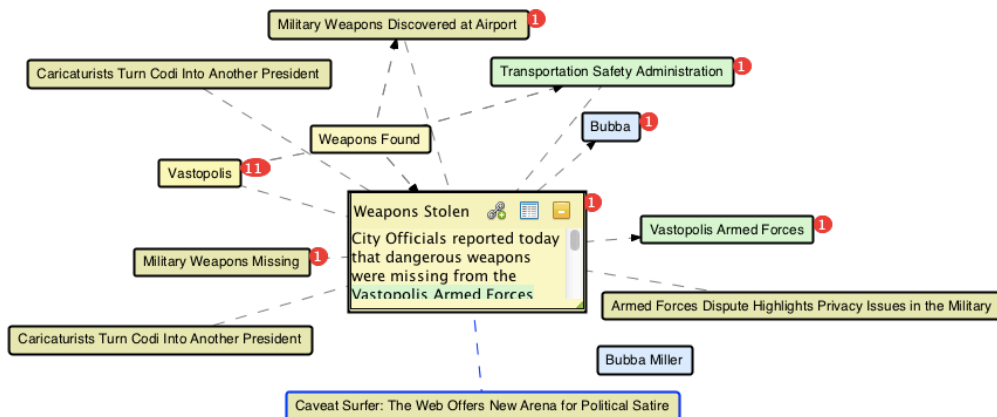 Military Weapons Discovered at Airport
1
Caricaturists Turn Codi Into Another President
Transportation Safety Administration
1
Bubba
1
Weapons Found
Vastopolis
11
Weapons Stolen
1
City Officials reported today
that dangerous weapons
were missing from the
Vastopolis Armed Forces
Vastopolis Armed Forces
1
Military Weapons Missing
1
Armed Forces Dispute Highlights Privacy Issues in the Military
Caricaturists Turn Codi Into Another President
Bubba Miller
Caveat Surfer: The Web Offers New Arena for Political Satire